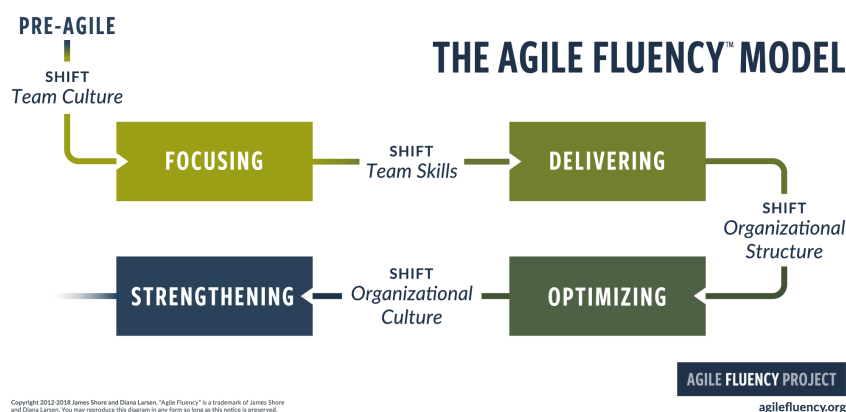 PRE-AGILE
THE AGILE FLUENCY™ MODEL
SHIFT
Team Culture
FOCUSING
SHIFT
Team Skills
DELIVERING
SHIFT
Organizational
Structure
STRENGTHENING
SHIFT
Organizational
Culture
OPTIMIZING
AGILE FLUENCY PROJECT
agilefluency.org
Copyright 2012-2018 James Shore and Diana Larsen. "Agile Fluency" is a trademark of James Shore
and Diana Larsen. You may reproduce this diagram in any form so long as this notice is preserved.